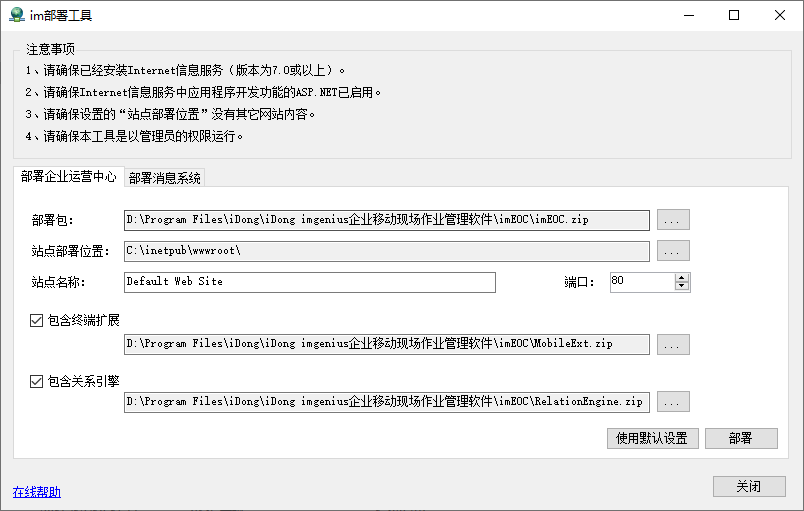 im部署工具
注意事项
1、请确保已经安装Internet信息服务（版本为7.0或以上）。
2、请确保Internet信息服务中应用程序开发功能的ASP.NET已启用。
3、请确保设置的“站点部署位置”没有其它网站内容。
4、请确保本工具是以管理员的权限运行。
部署企业运营中心 部署消息系统
部署包： D:\Program Files\iDong\iDong imgenius企业移动现场作业管理软件\imEOC\imEOC.zip ...
站点部署位置： C:\inetpub\wwwroot\ ...
站点名称： Default Web Site 端口： 80
包含终端扩展
D:\Program Files\iDong\iDong imgenius企业移动现场作业管理软件\imEOC\MobileExt.zip ...
包含关系引擎
D:\Program Files\iDong\iDong imgenius企业移动现场作业管理软件\imEOC\RelationEngine.zip ...
使用默认设置 部署
在线帮助 关闭